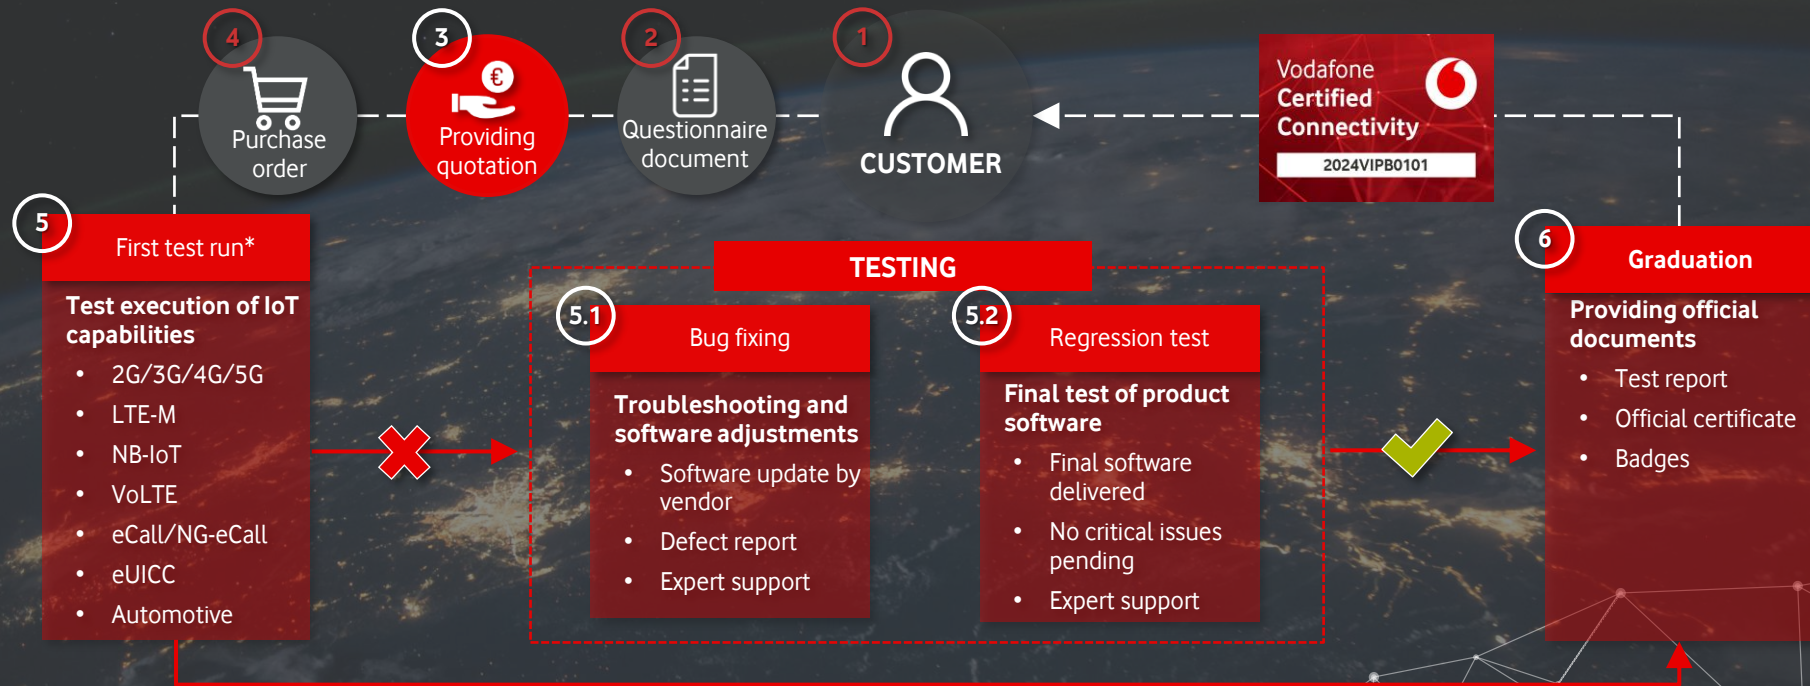 4
3
2
1
Purchase
order
€
Providing
quotation
Questionnaire
document
CUSTOMER
Vodafone
Certified
Connectivity
2024VIPB0101
5
First test run*
Test execution of IoT
capabilities
• 2G/3G/4G/5G
• LTE-M
• NB-IoT
• VoLTE
• eCall/NG-eCall
• eUICC
• Automotive
TESTING
5.1
Bug fixing
Troubleshooting and
software adjustments
• Software update by
vendor
• Defect report
• Expert support
5.2
Regression test
Final test of product
software
• Final software
delivered
• No critical issues
pending
• Expert support
6
Graduation
Providing official
documents
• Test report
• Official certificate
• Badges